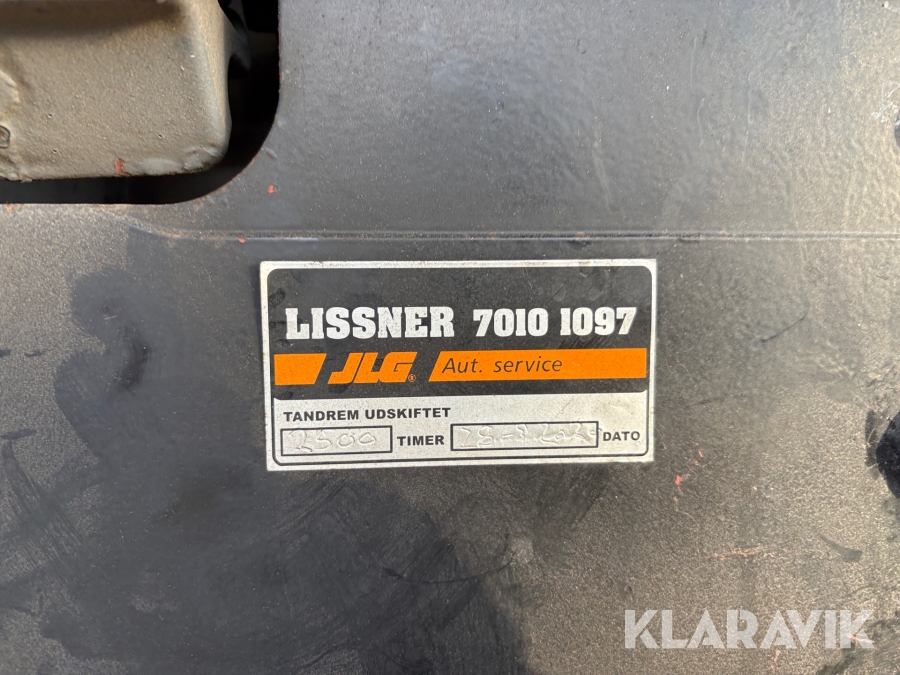 LISSNER 7010 1097
JLG® Aut. service
TANDREM UDSKIFTET
2500 TIMER DATO
KLARAVIK